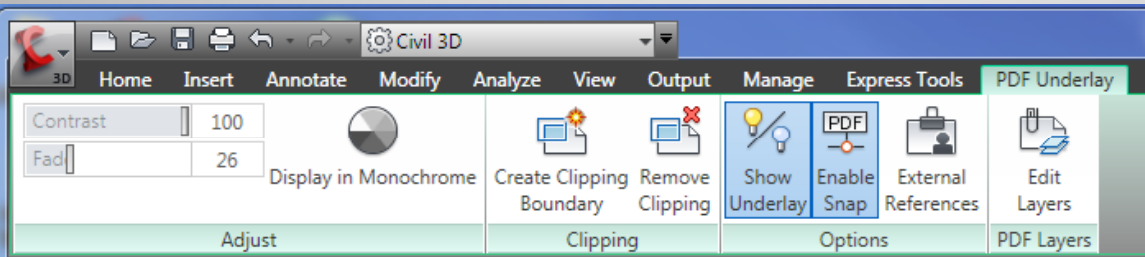 Civil 3D
3D Home Insert Annotate Modify Analyze View Output Manage Express Tools PDF Underlay
Contrast 100
Fade 26
Display in Monochrome
Create Clipping Boundary
Remove Clipping
Show Underlay
PDF
Enable Snap
External References
Edit Layers
Adjust Clipping Options PDF Layers